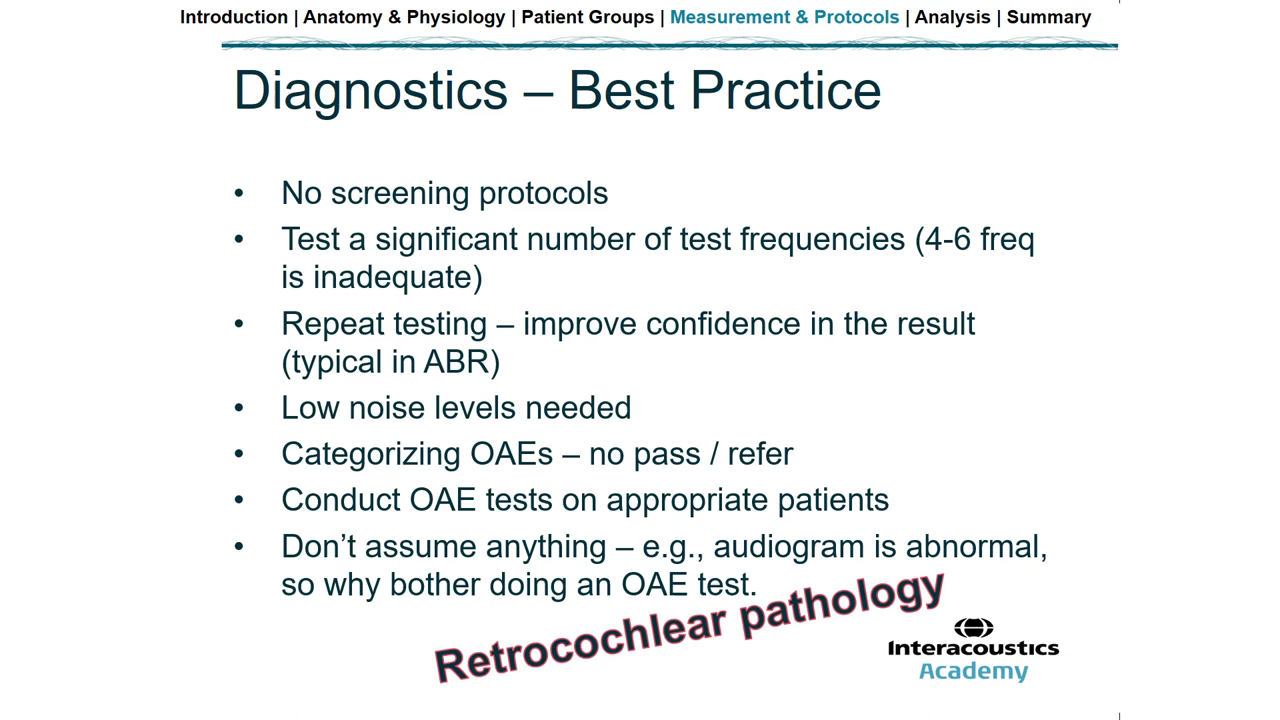 Introduction | Anatomy & Physiology | Patient Groups | Measurement & Protocols | Analysis | Summary
Diagnostics – Best Practice
• No screening protocols
• Test a significant number of test frequencies (4-6 freq
is inadequate)
• Repeat testing – improve confidence in the result
(typical in ABR)
• Low noise levels needed
• Categorizing OAEs – no pass / refer
• Conduct OAE tests on appropriate patients
• Don’t assume anything – e.g., audiogram is abnormal,
so why bother doing an OAE test.
Retrocochlear pathology
Interacoustics
Academy